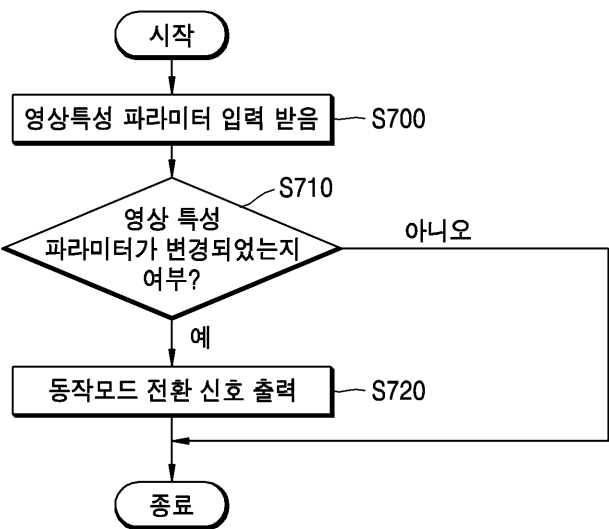 시작
영상특성 파라미터 입력 받음
S700
S710
영상 특성
파라미터가 변경되었는지
여부?
아니오
예
동작모드 전환 신호 출력
S720
종료